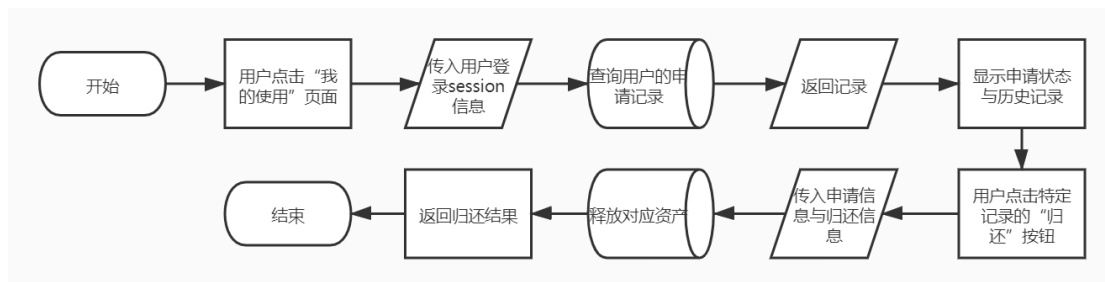 开始
用户点击“我
的使用”页面
传入用户登
录session
信息
查询用户的申
请记录
返回记录
显示申请状态
与历史记录
用户点击特定
记录的“归
还”按钮
传入申请信
息与归还信
息
释放对应资产
返回归还结果
结束